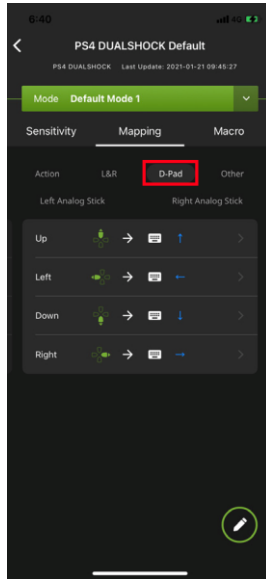 6:40 4G
PS4 DUALSHOCK Default
PS4 DUALSHOCK Last Update: 2021-01-21 09:45:27
Mode Default Mode 1
Sensitivity Mapping Macro
Action L&R D-Pad Other
Left Analog Stick Right Analog Stick
Up → ↑
Left → ←
Down → ↓
Right → →